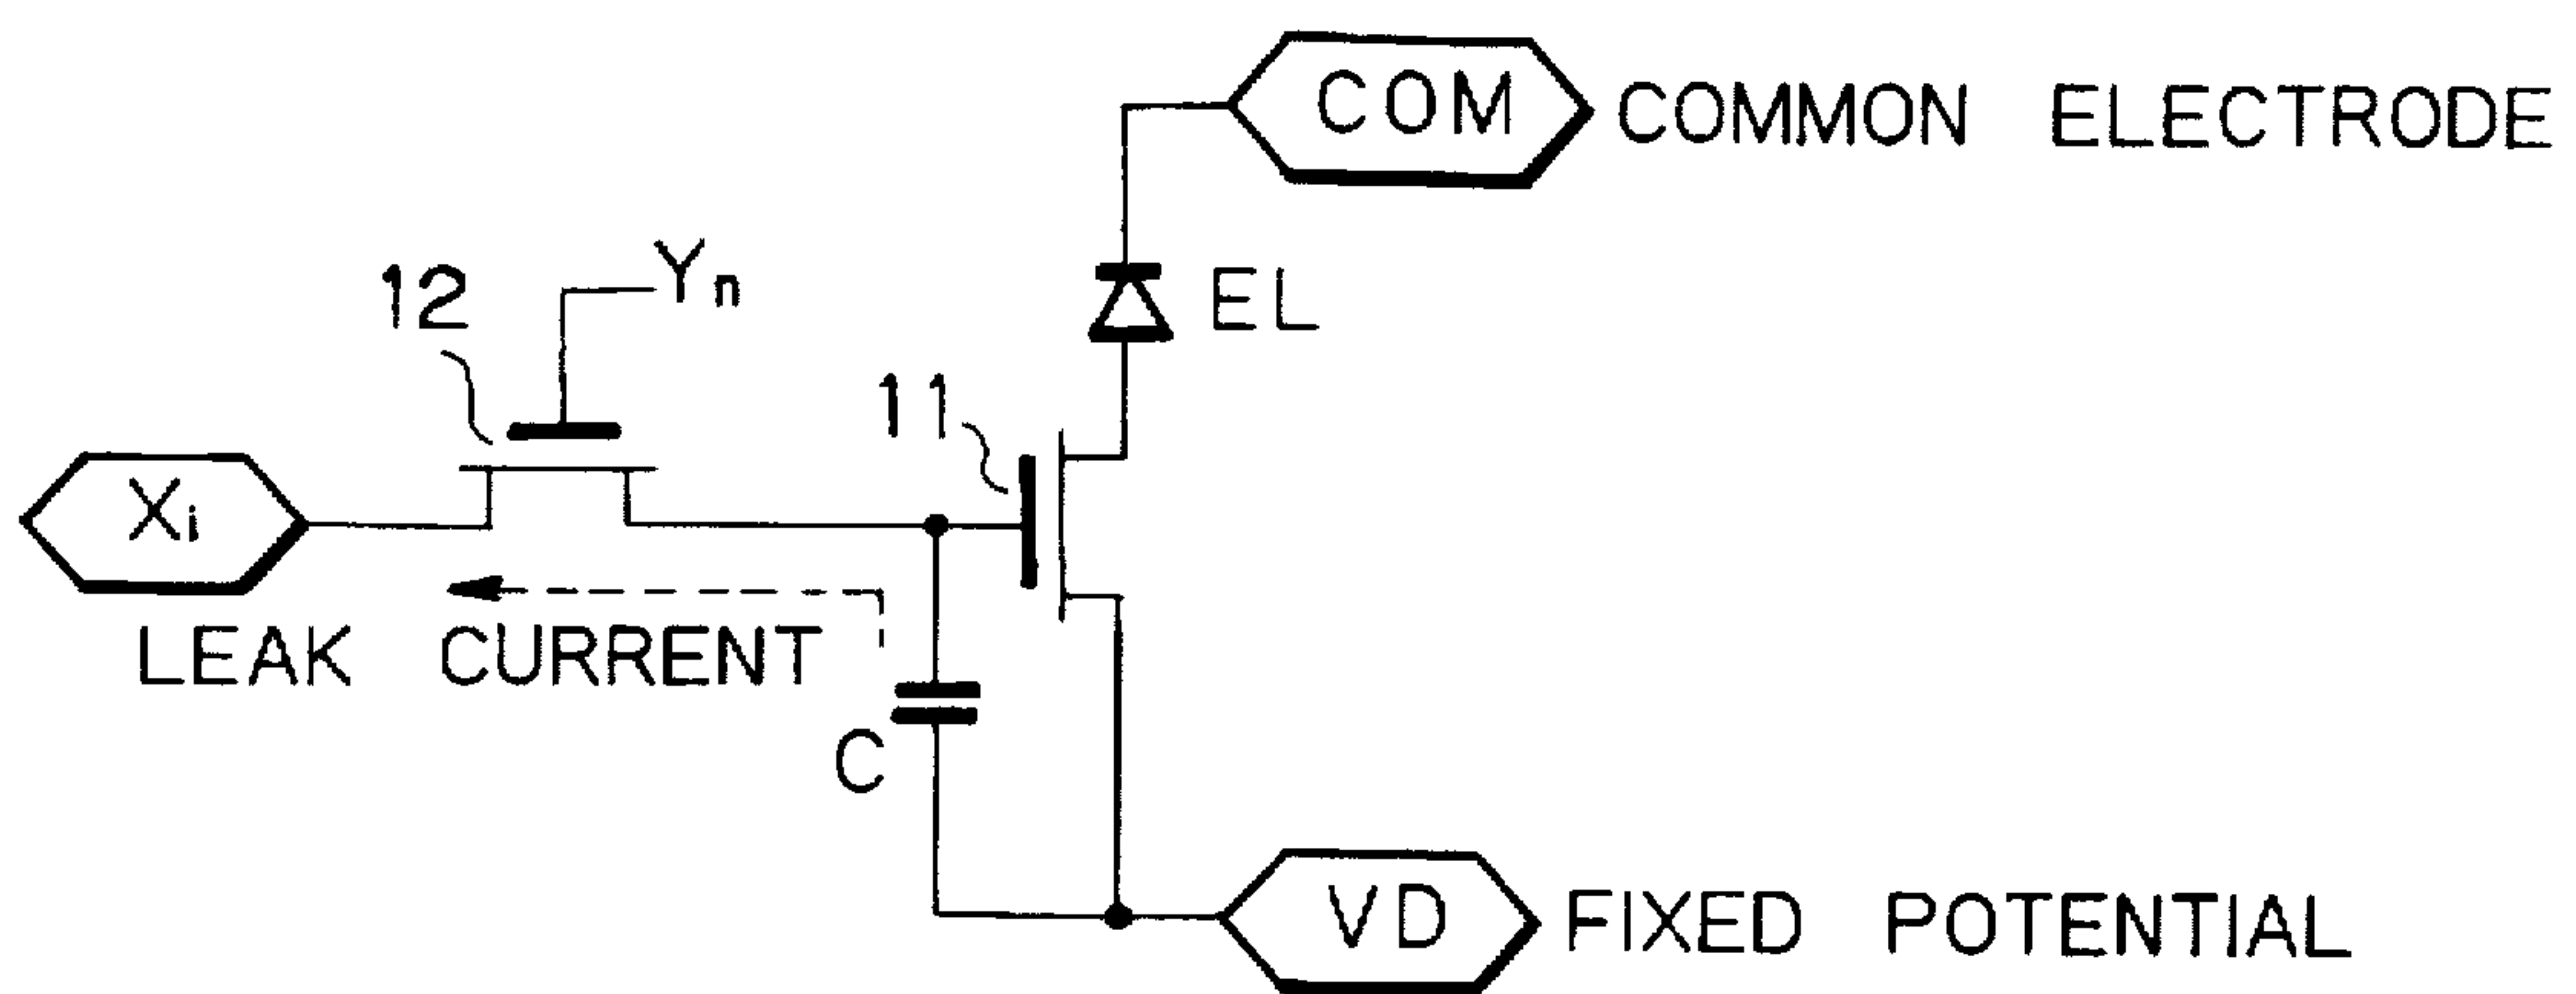 COM COMMON ELECTRODE
Yn
12
EL
11
Xi
LEAK CURRENT
C
VD FIXED POTENTIAL